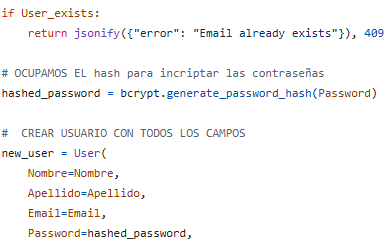 if User_exists:
return jsonify({"error": "Email already exists"}), 409
# OCUPAMOS EL hash para incriptar las contraseñas
hashed_password = bcrypt.generate_password_hash(Password)
#  CREAR USUARIO CON TODOS LOS CAMPOS
new_user = User(
Nombre=Nombre,
Apellido=Apellido,
Email=Email,
Password=hashed_password,